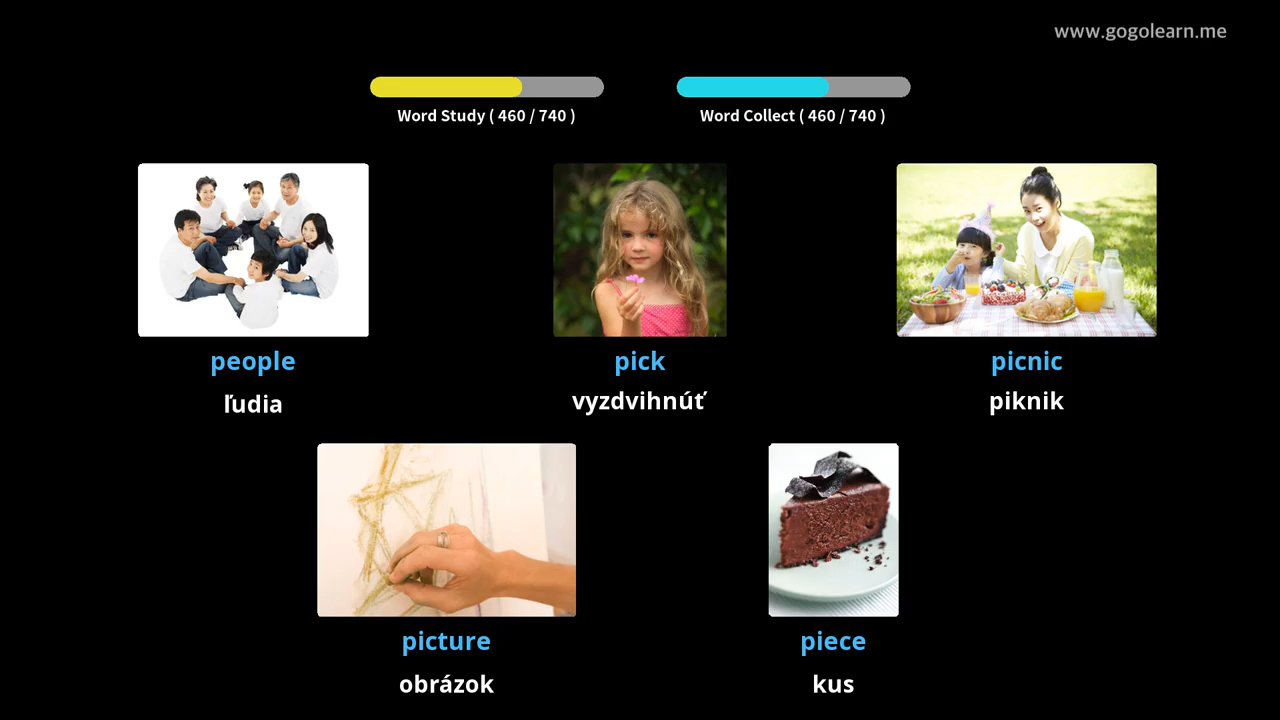 www.gogolearn.me
Word Study ( 460 / 740 )
Word Collect ( 460 / 740 )
people
ľudia
pick
vyzdvihnúť
picnic
piknik
picture
obrázok
piece
kus